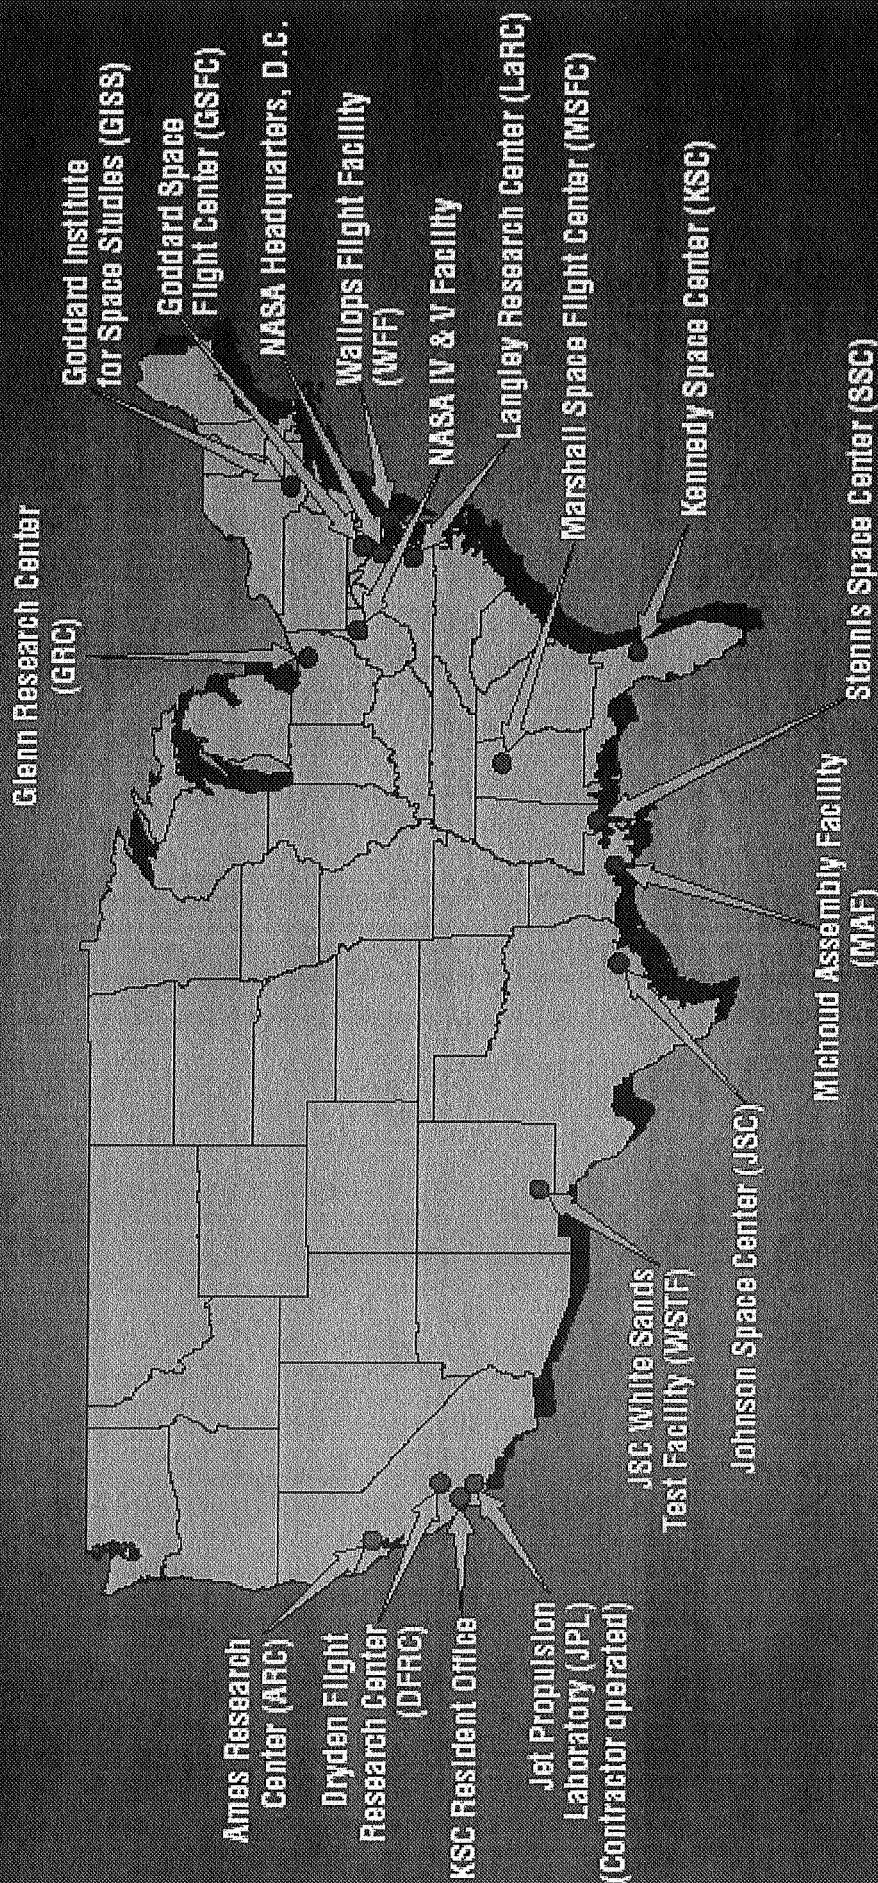 Glenn Research Center
(GRC)
Goddard Institute
for Space Studies (GISS)
Goddard Space
Flight Center (GSFC)
NASA Headquarters, D.C.
Wallops Flight Facility
(WFF)
NASA IV & V Facility
Langley Research Center (LaRC)
Marshall Space Flight Center (MSFC)
Kennedy Space Center (KSC)
Stennis Space Center (SSC)
Michoud Assembly Facility
(MAF)
Johnson Space Center (JSC)
JSC White Sands
Test Facility (WSTF)
Ames Research
Center (ARC)
Dryden Flight
Research Center
(DFRC)
KSC Resident Office
Jet Propulsion
Laboratory (JPL)
(Contractor operated)